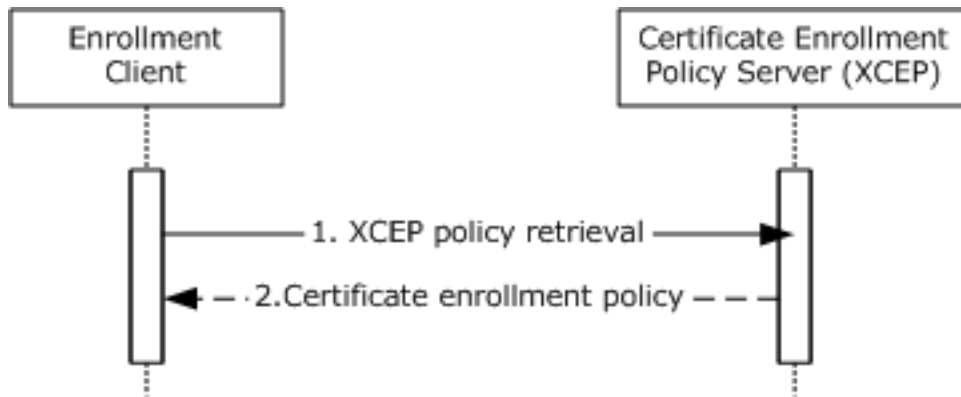 Enrollment
Client
Certificate Enrollment
Policy Server (XCEP)
1. XCEP policy retrieval
2.Certificate enrollment policy